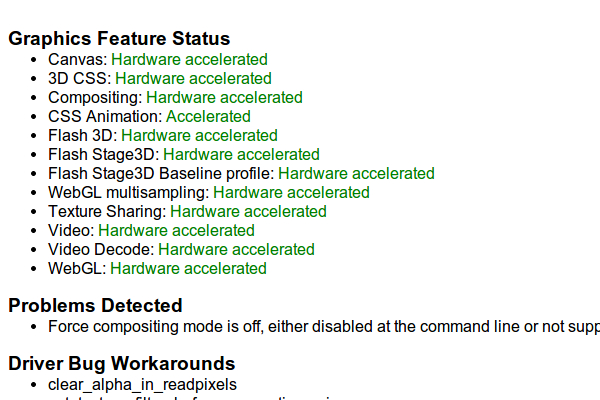 Graphics Feature Status
• Canvas: Hardware accelerated
• 3D CSS: Hardware accelerated
• Compositing: Hardware accelerated
• CSS Animation: Accelerated
• Flash 3D: Hardware accelerated
• Flash Stage3D: Hardware accelerated
• Flash Stage3D Baseline profile: Hardware accelerated
• WebGL multisampling: Hardware accelerated
• Texture Sharing: Hardware accelerated
• Video: Hardware accelerated
• Video Decode: Hardware accelerated
• WebGL: Hardware accelerated
Problems Detected
• Force compositing mode is off, either disabled at the command line or not supp
Driver Bug Workarounds
• clear_alpha_in_readpixels